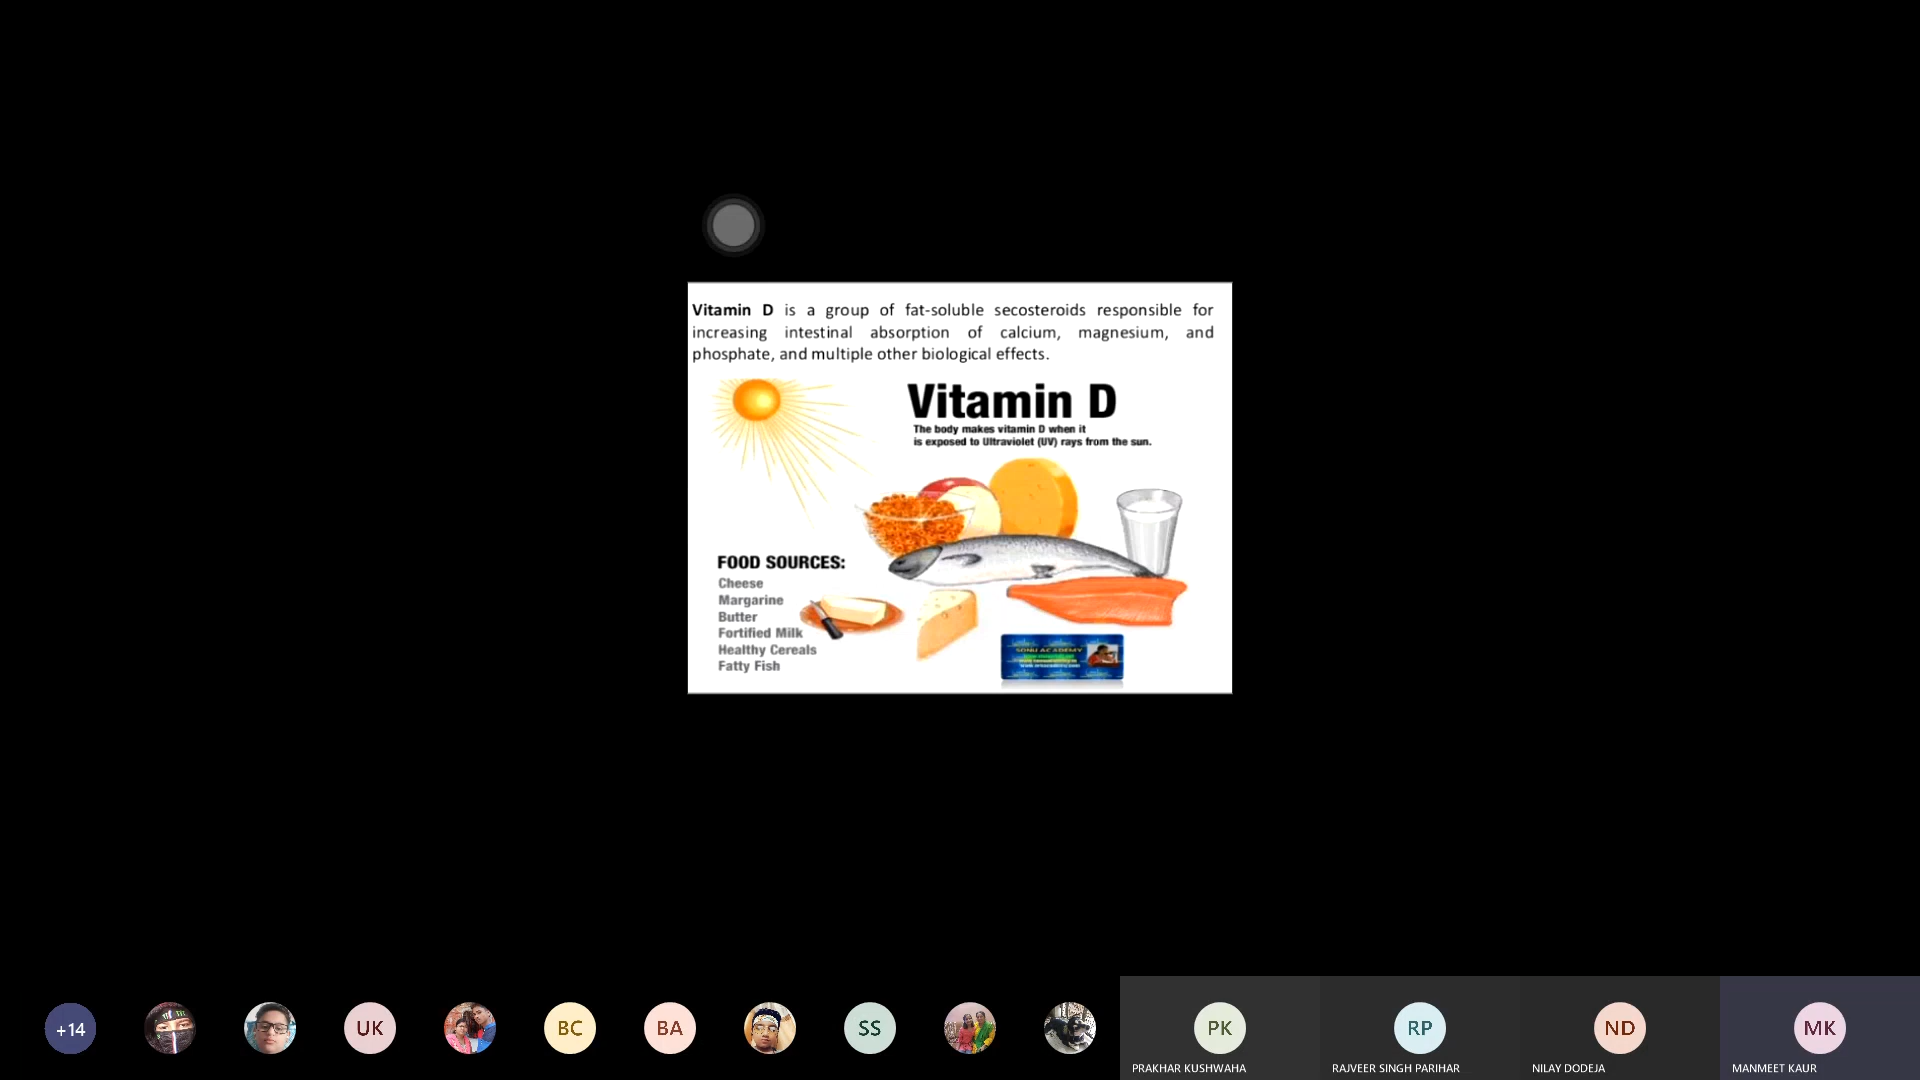 Vitamin D is a group of fat-soluble secosteroids responsible for
increasing intestinal absorption of calcium, magnesium, and
phosphate, and multiple other biological effects.
Vitamin D
The body makes vitamin D when it
is exposed to Ultraviolet (UV) rays from the sun.
FOOD SOURCES:
Cheese
Margarine
Butter
Fortified Milk
Healthy Cereals
Fatty Fish
SONU ACADEMY
+14
UK
BC
BA
SS
PK
RP
ND
MK
PRAKHAR KUSHWAHA
RAJVEER SINGH PARIHAR
NILAY DODEJA
MANMEET KAUR